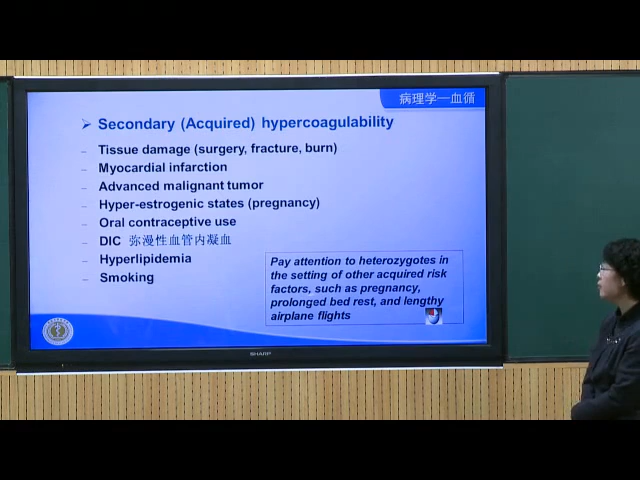 病理学—血循
➢ Secondary (Acquired) hypercoagulability
– Tissue damage (surgery, fracture, burn)
– Myocardial infarction
– Advanced malignant tumor
– Hyper-estrogenic states (pregnancy)
– Oral contraceptive use
– DIC 弥漫性血管内凝血
– Hyperlipidemia
– Smoking
Pay attention to heterozygotes in
the setting of other acquired risk
factors, such as pregnancy,
prolonged bed rest, and lengthy
airplane flights
SHARP